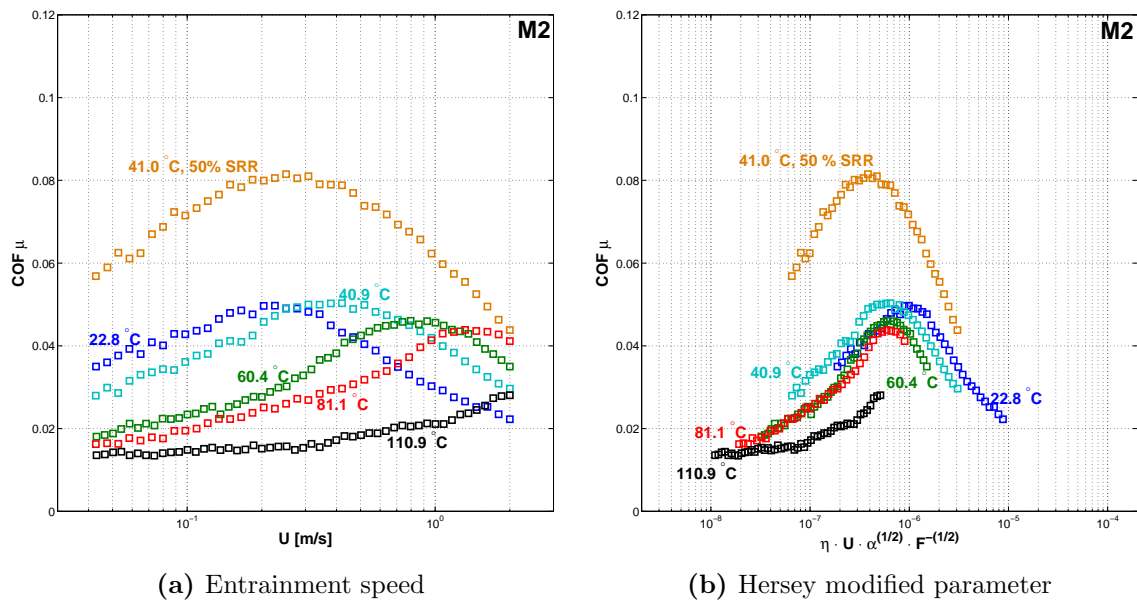 M2
0.12
0.1
0.08
0.06
0.04
0.02
0
COF μ
41.0 °C, 50% SRR
40.9 °C
22.8 °C
60.4 °C
81.1 °C
110.9 °C
10⁻¹
10⁰
U [m/s]
(a) Entrainment speed
M2
0.12
0.1
0.08
0.06
0.04
0.02
0
COF μ
41.0 °C, 50 % SRR
40.9 °C
60.4 °C
22.8 °C
81.1 °C
110.9 °C
10⁻⁸
10⁻⁷
10⁻⁶
10⁻⁵
10⁻⁴
η · U · α^(1/2) · F^-(1/2)
(b) Hersey modified parameter